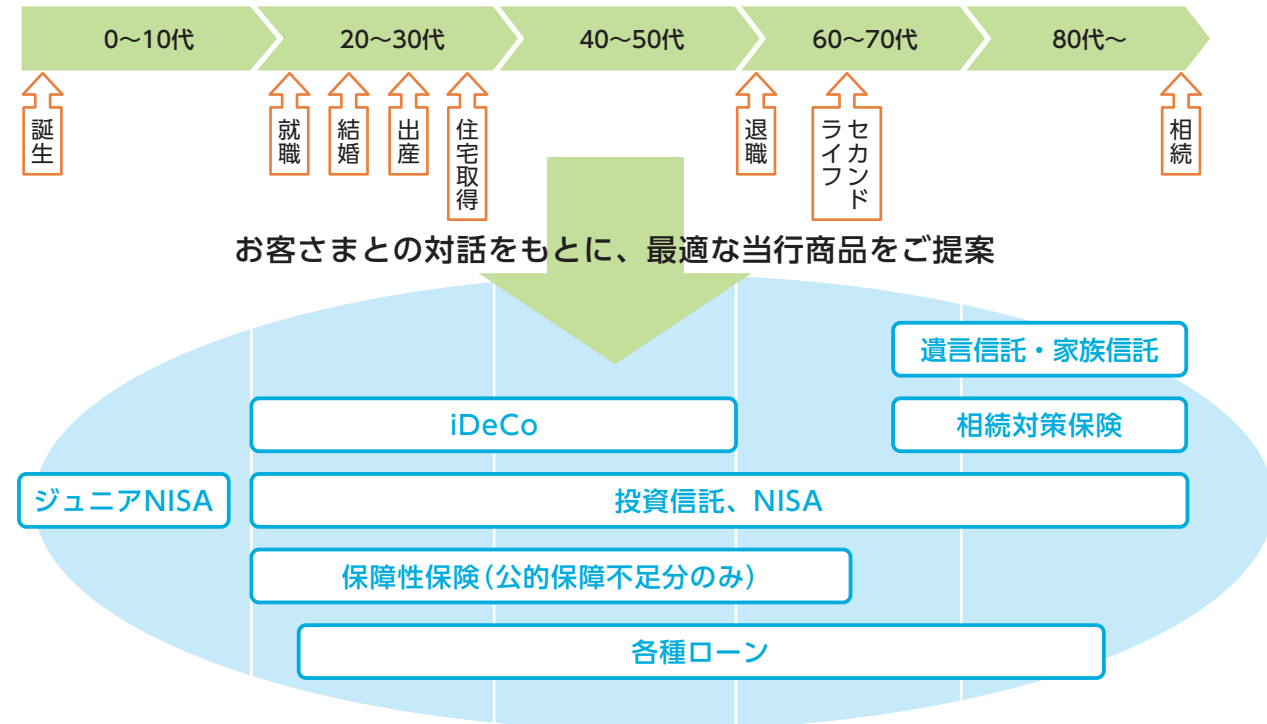 0〜10代
20〜30代
40〜50代
60〜70代
80代〜
誕生
就職
結婚
出産
住宅取得
退職
セカンド
ライフ
相続
お客さまとの対話をもとに、最適な当行商品をご提案
遺言信託・家族信託
iDeCo
相続対策保険
ジュニアNISA
投資信託、NISA
保障性保険(公的保障不足分のみ)
各種ローン